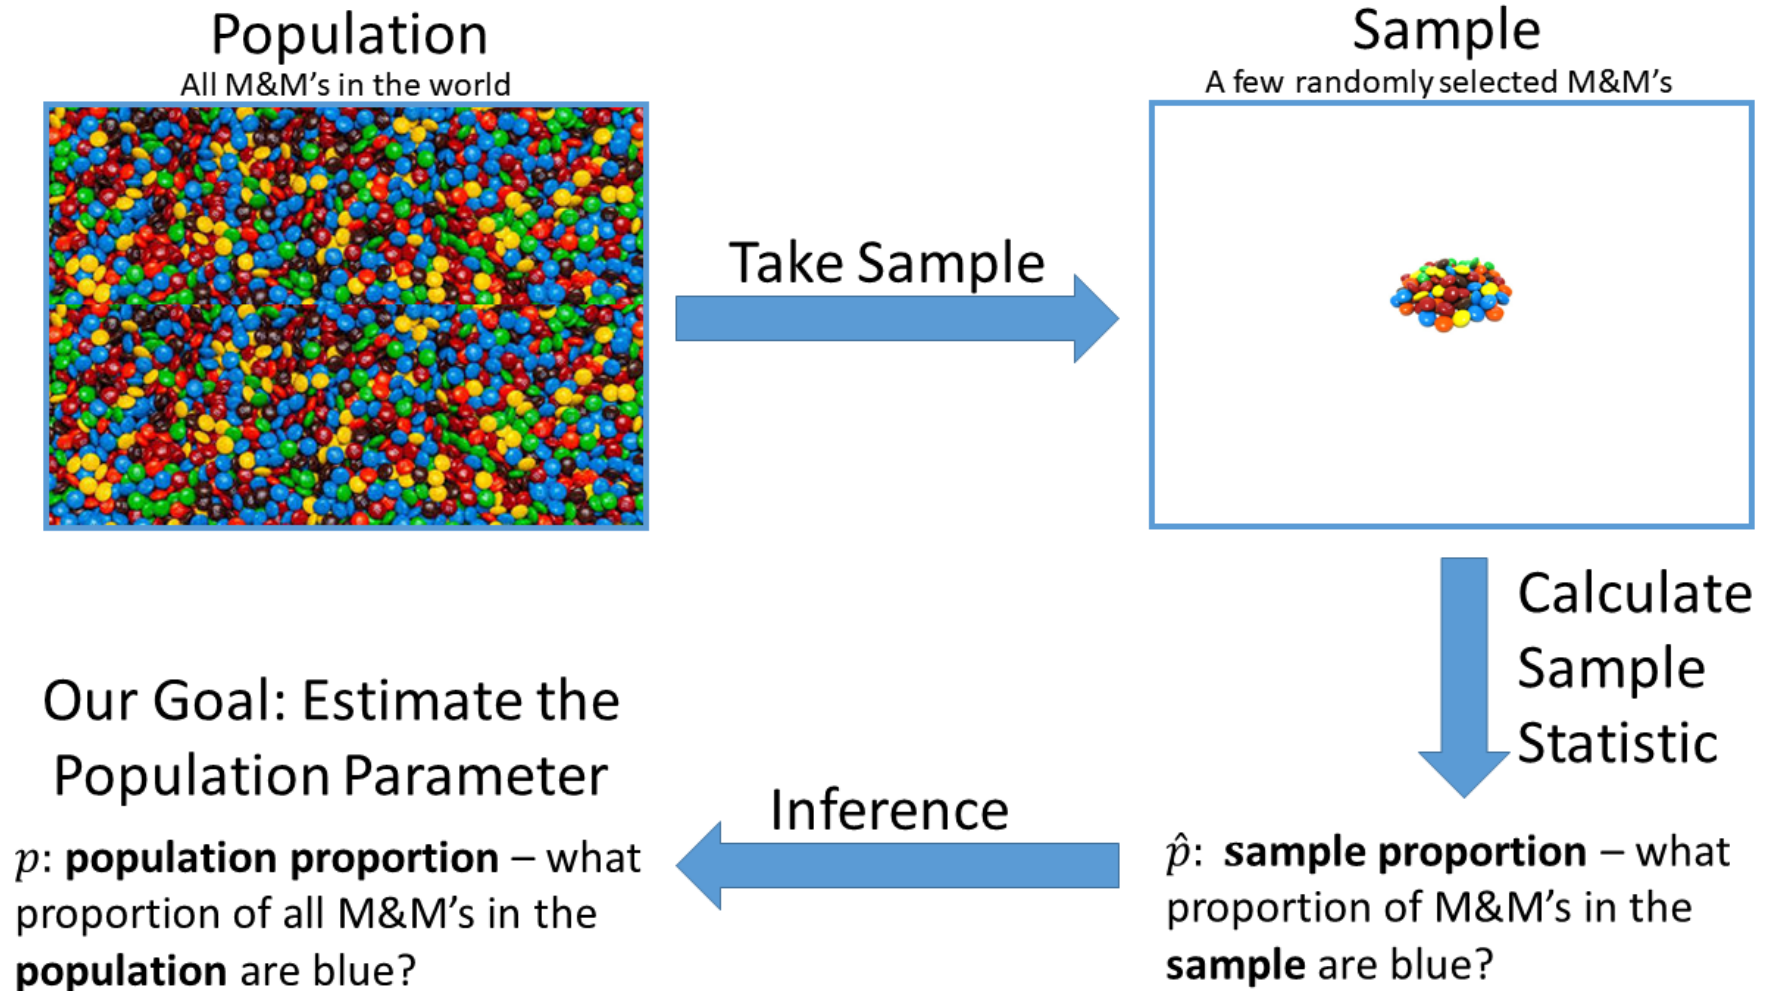 Population
All M&M’s in the world
Sample
A few randomly selected M&M’s
Take Sample
Calculate
Sample
Statistic
Our Goal: Estimate the
Population Parameter
Inference
p: population proportion – what
proportion of all M&M’s in the
population are blue?
p̂: sample proportion – what
proportion of M&M’s in the
sample are blue?